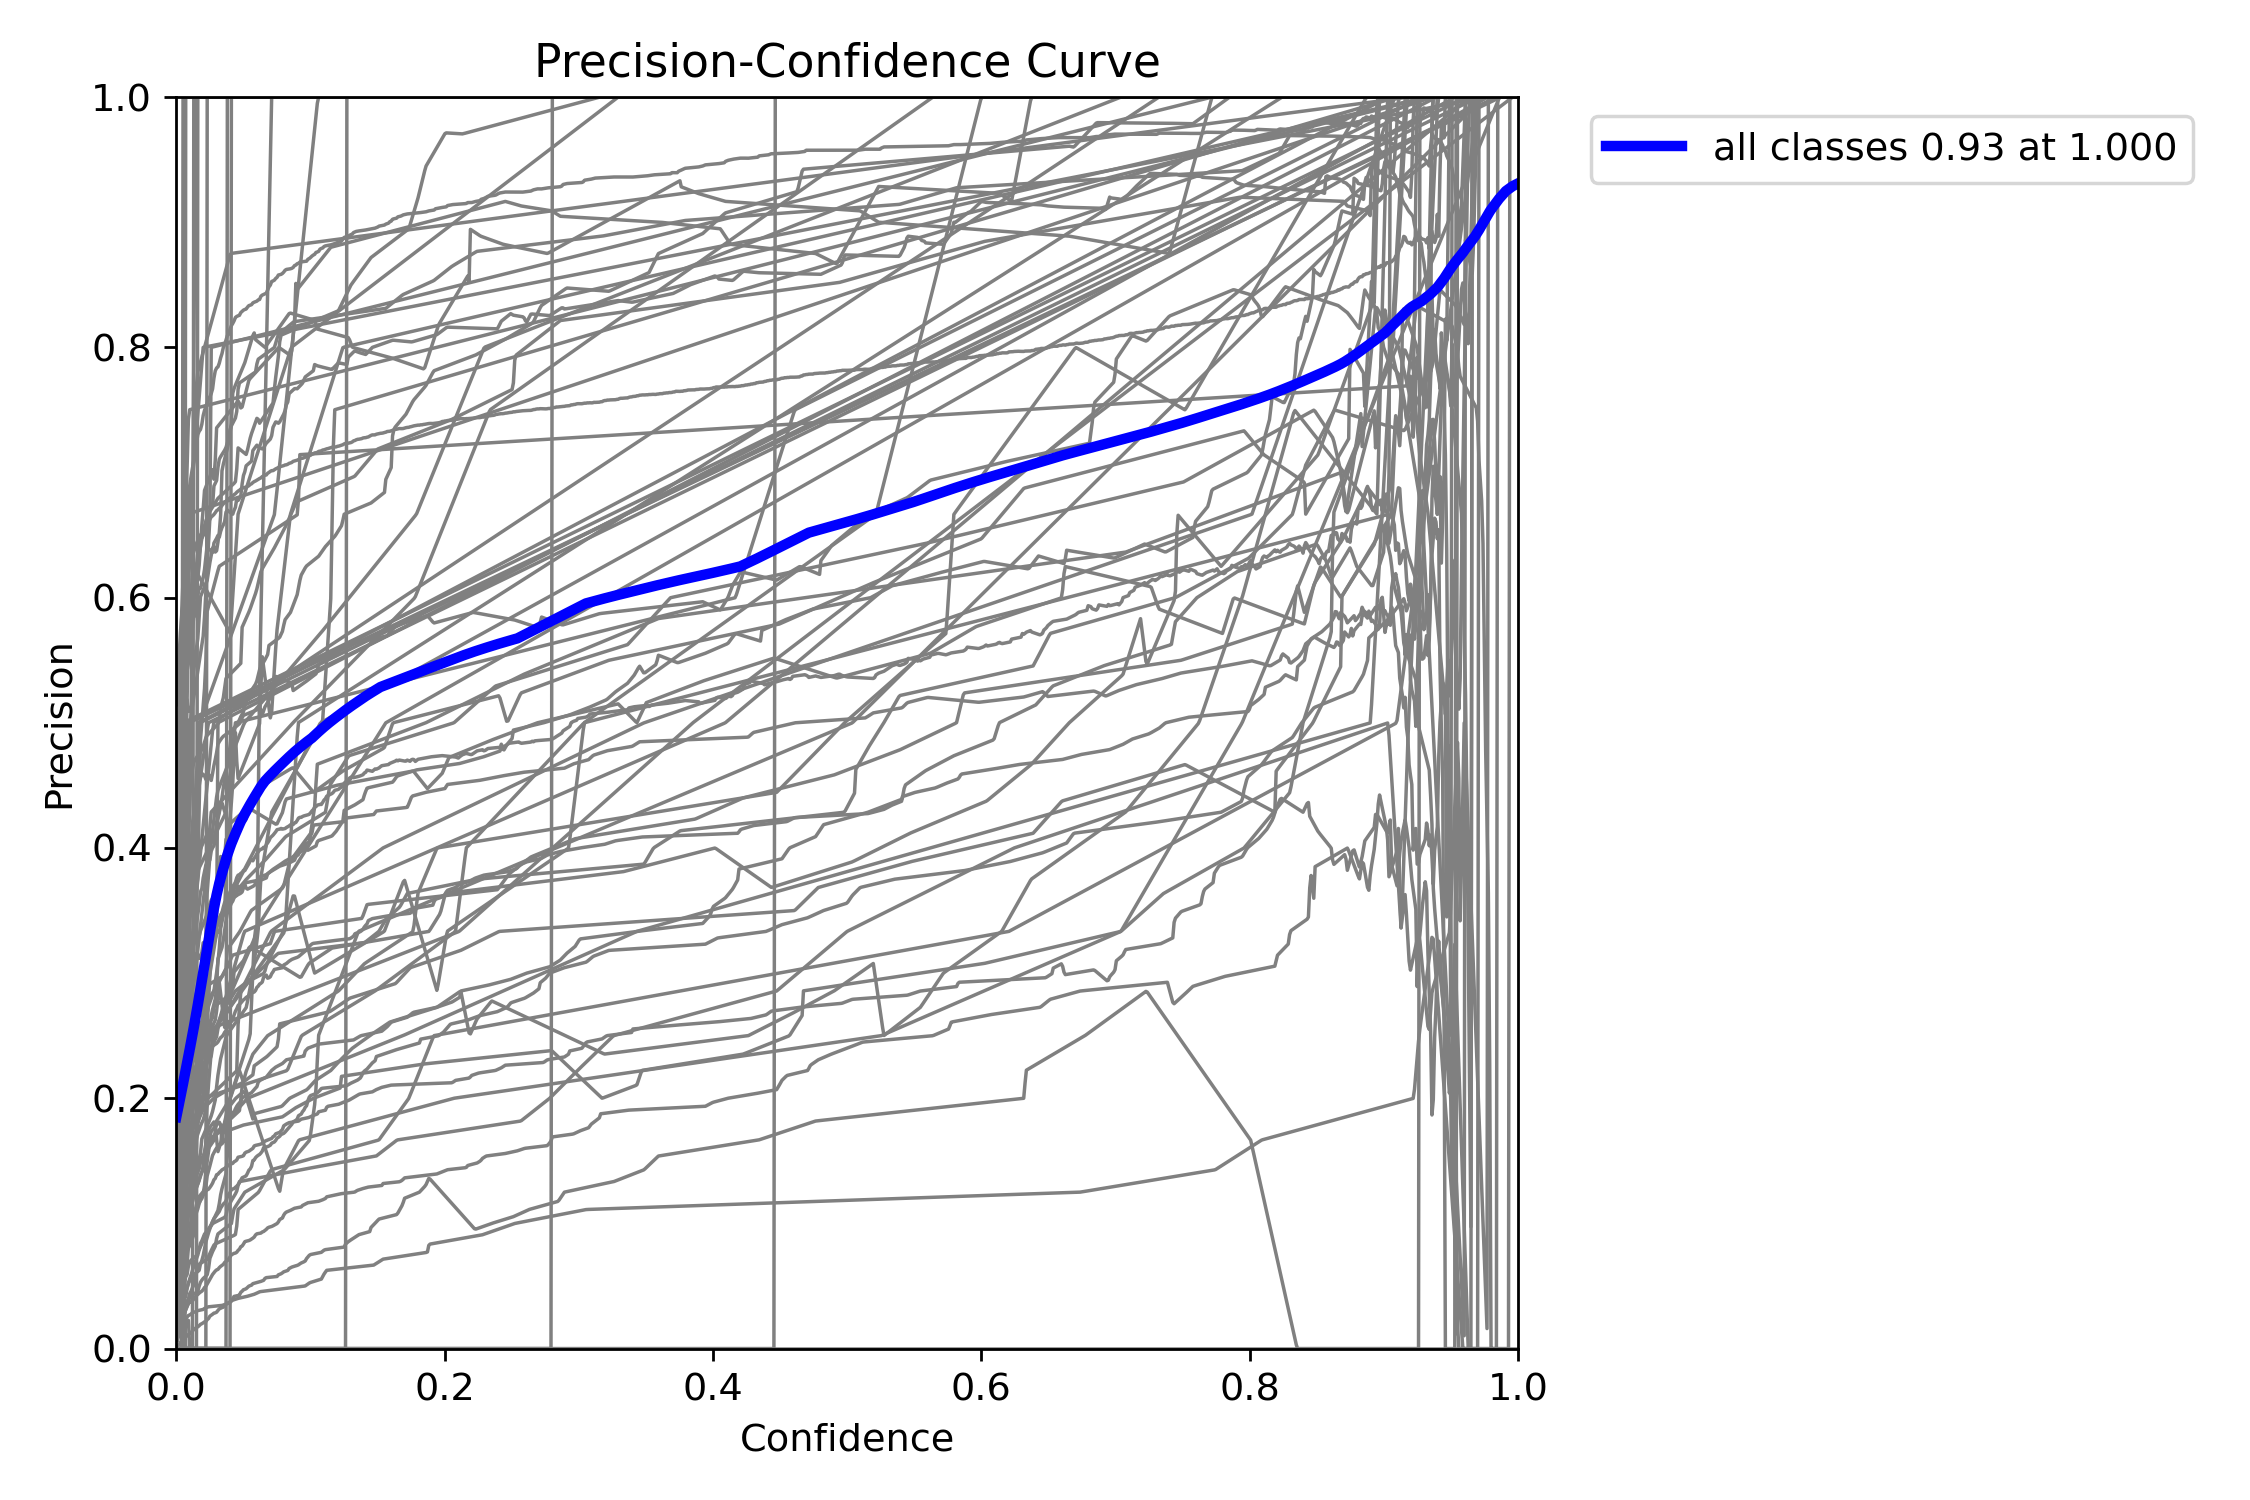 Precision-Confidence Curve
all classes 0.93 at 1.000
1.0
0.8
0.6
0.4
0.2
0.0
Precision
0.0 0.2 0.4 0.6 0.8 1.0
Confidence